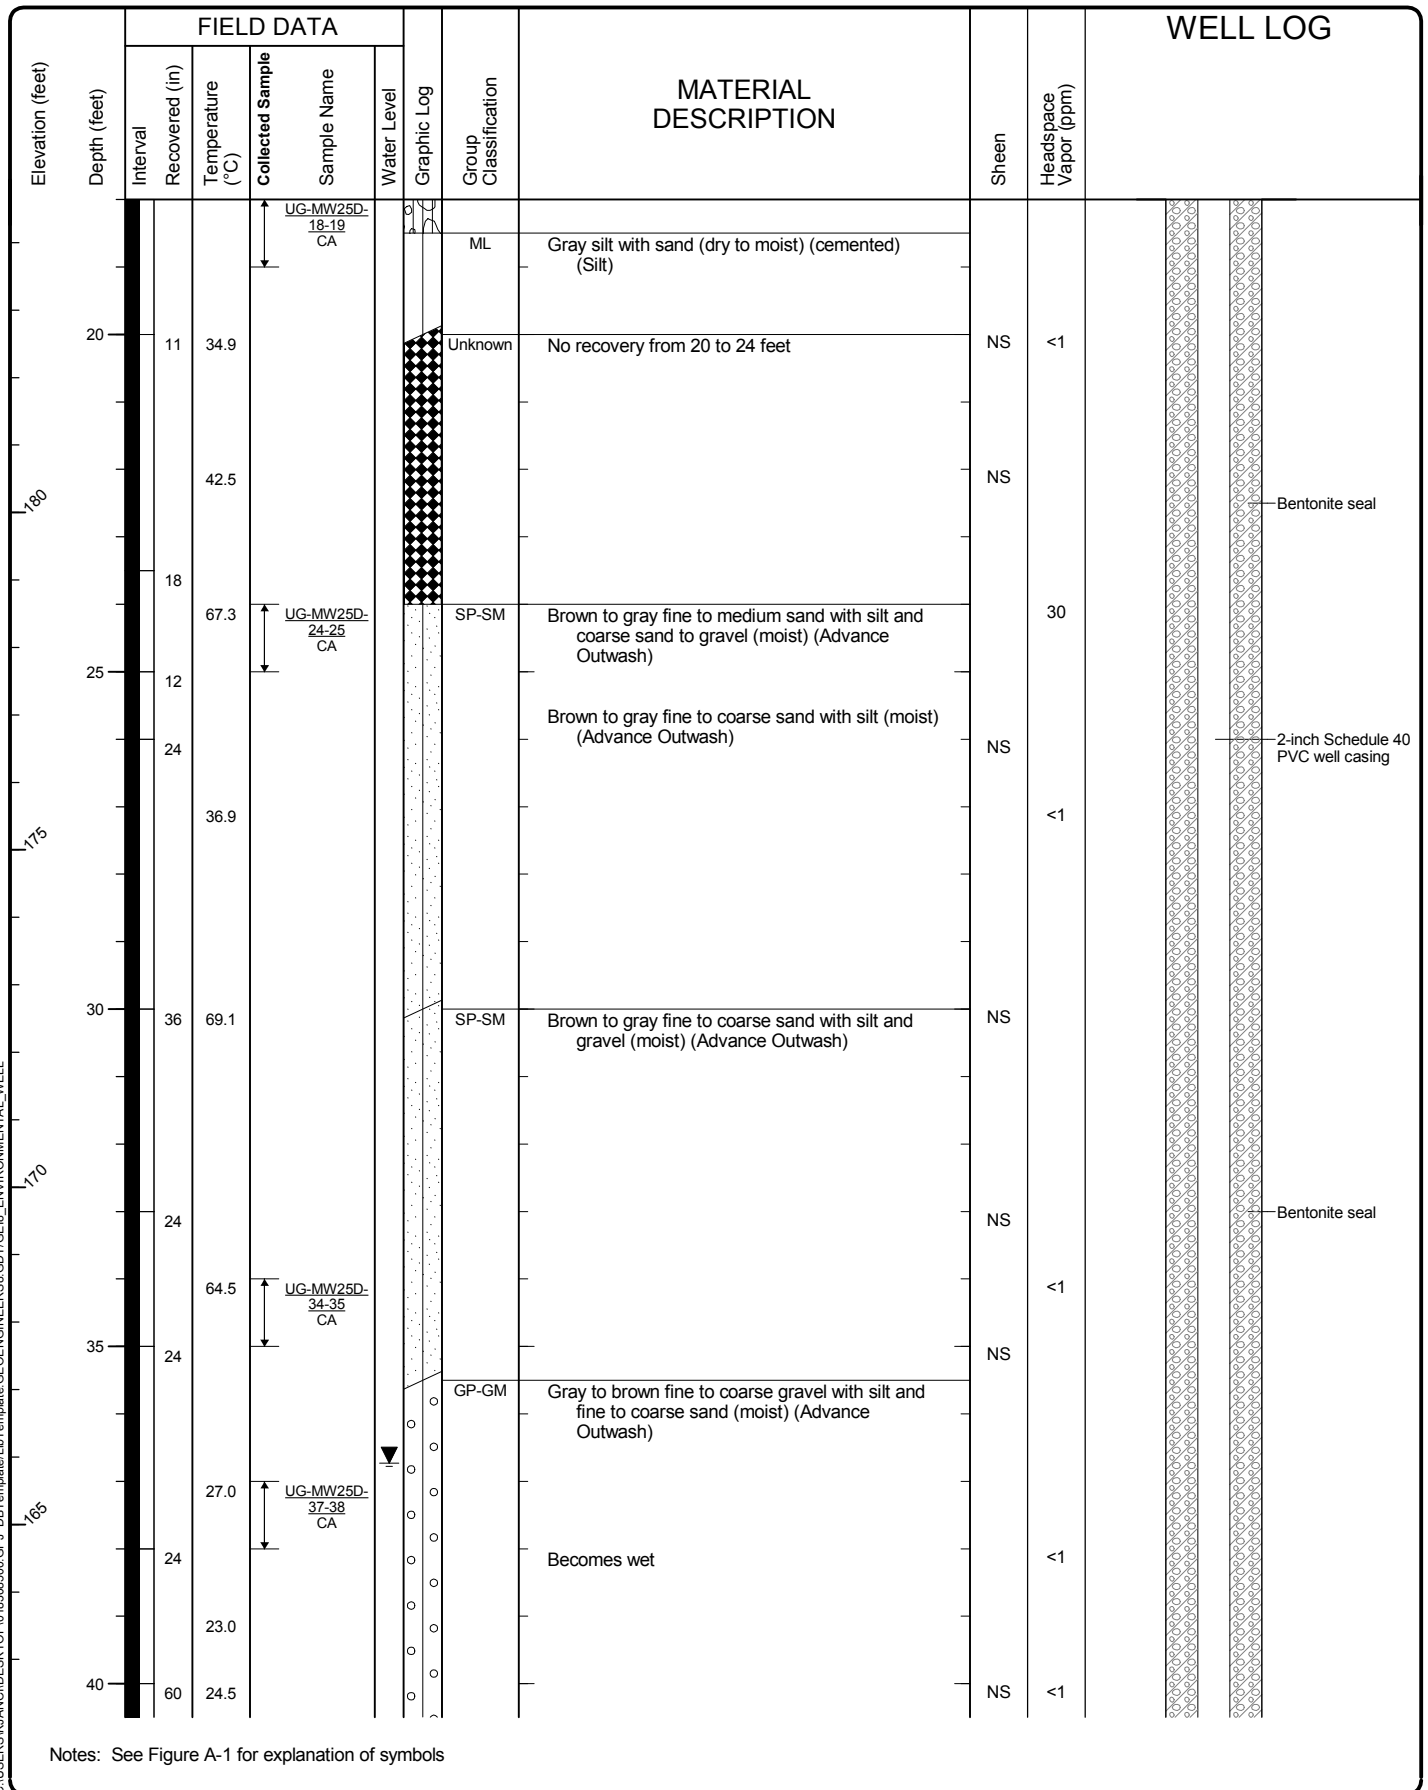 FIELD DATA
WELL LOG
Elevation (feet)
Depth (feet)
Interval
Recovered (in)
Temperature
(°C)
Collected Sample
Sample Name
Water Level
Graphic Log
Group
Classification
MATERIAL
DESCRIPTION
Sheen
Headspace
Vapor (ppm)
UG-MW25D-
18-19
CA
ML
Gray silt with sand (dry to moist) (cemented)
(Silt)
20
11
34.9
Unknown
No recovery from 20 to 24 feet
NS
<1
42.5
NS
180
Bentonite seal
18
67.3
UG-MW25D-
24-25
CA
SP-SM
Brown to gray fine to medium sand with silt and
coarse sand to gravel (moist) (Advance
Outwash)
30
25
12
Brown to gray fine to coarse sand with silt (moist)
(Advance Outwash)
24
NS
2-inch Schedule 40
PVC well casing
36.9
<1
175
30
36
69.1
SP-SM
Brown to gray fine to coarse sand with silt and
gravel (moist) (Advance Outwash)
NS
170
24
NS
Bentonite seal
64.5
UG-MW25D-
34-35
CA
<1
35
24
NS
GP-GM
Gray to brown fine to coarse gravel with silt and
fine to coarse sand (moist) (Advance
Outwash)
27.0
UG-MW25D-
37-38
CA
165
24
Becomes wet
<1
23.0
40
60
24.5
NS
<1
Notes: See Figure A-1 for explanation of symbols